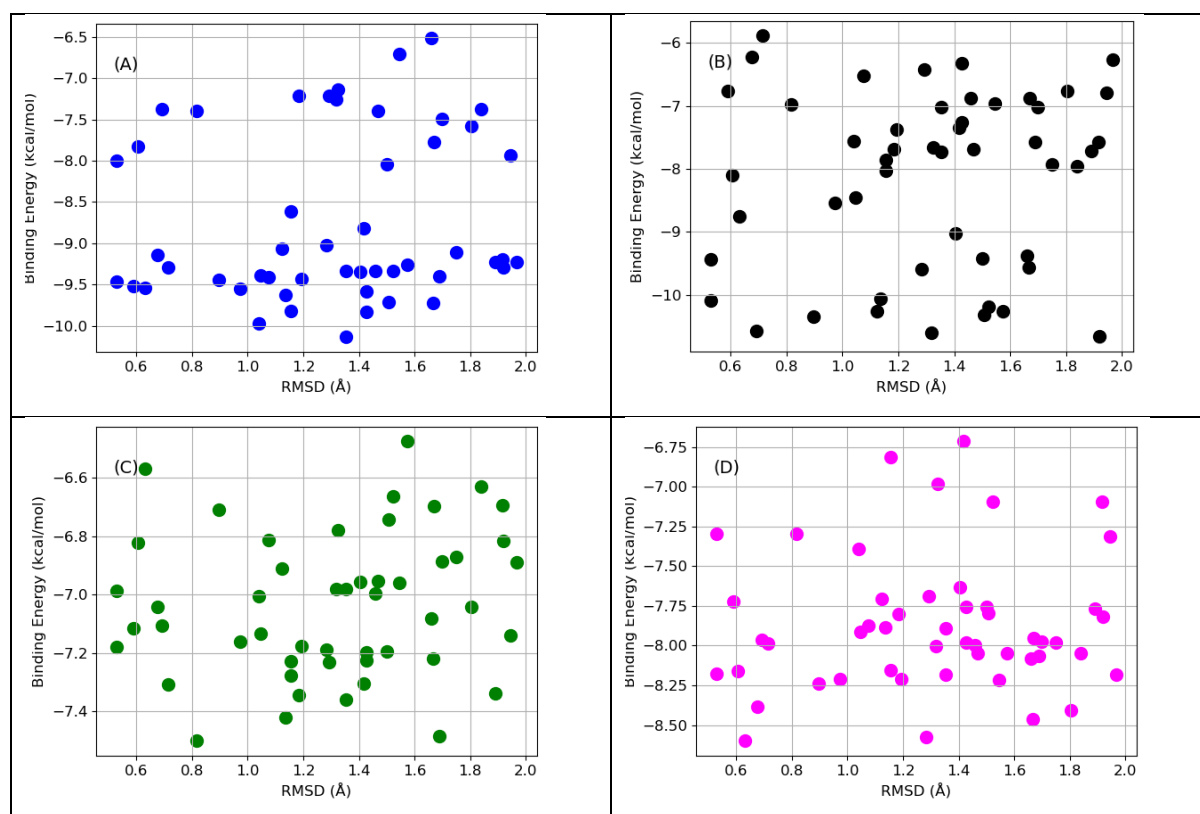 (A)
Binding Energy (kcal/mol)
−6.5
−7.0
−7.5
−8.0
−8.5
−9.0
−9.5
−10.0
0.6 0.8 1.0 1.2 1.4 1.6 1.8 2.0
RMSD (Å)
(B)
Binding Energy (kcal/mol)
−6
−7
−8
−9
−10
0.6 0.8 1.0 1.2 1.4 1.6 1.8 2.0
RMSD (Å)
(C)
Binding Energy (kcal/mol)
−6.6
−6.8
−7.0
−7.2
−7.4
0.6 0.8 1.0 1.2 1.4 1.6 1.8 2.0
RMSD (Å)
(D)
Binding Energy (kcal/mol)
−6.75
−7.00
−7.25
−7.50
−7.75
−8.00
−8.25
−8.50
0.6 0.8 1.0 1.2 1.4 1.6 1.8 2.0
RMSD (Å)